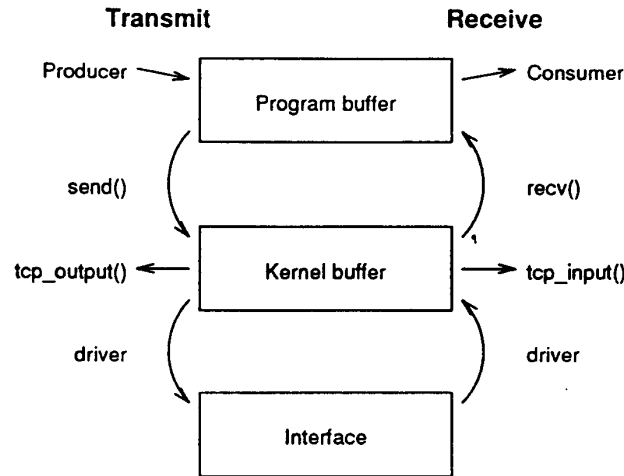 Transmit Receive
Producer Consumer
Program buffer
send() recv()
Kernel buffer
tcp_output() tcp_input()
driver driver
Interface